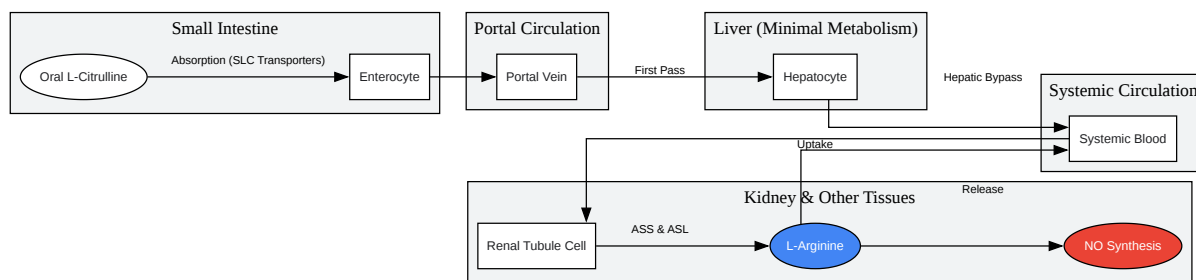 Small Intestine
Portal Circulation
Liver (Minimal Metabolism)
Oral L-Citrulline
Absorption (SLC Transporters)
Enterocyte
Portal Vein
First Pass
Hepatocyte
Hepatic Bypass
Systemic Circulation
Systemic Blood
Uptake
Kidney & Other Tissues
Release
Renal Tubule Cell
ASS & ASL
L-Arginine
NO Synthesis